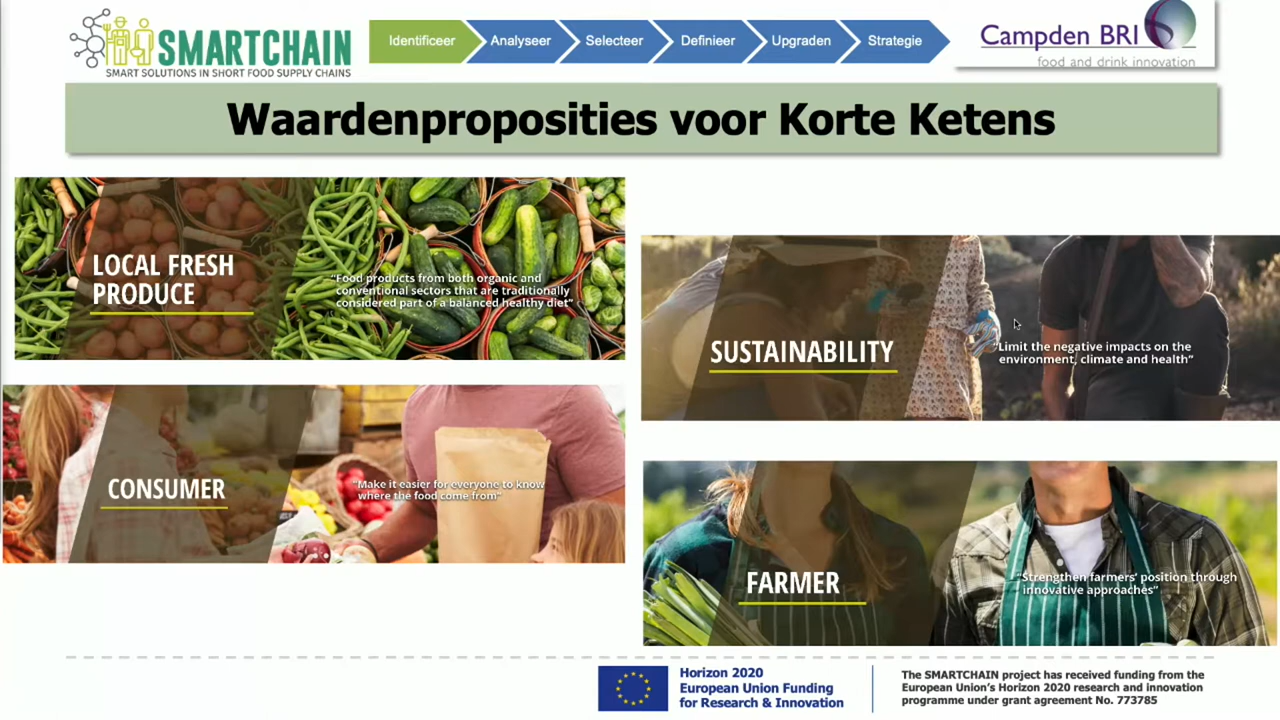 SMARTCHAIN
SMART SOLUTIONS IN SHORT FOOD SUPPLY CHAINS
Identificeer
Analyseer
Selecteer
Definieer
Upgraden
Strategie
Campden BRI
food and drink innovation
Waardenproposities voor Korte Ketens
LOCAL FRESH
PRODUCE
"Food products from both organic and
conventional sectors that are traditionally
considered part of a balanced healthy diet"
SUSTAINABILITY
"Limit the negative impacts on the
environment, climate and health"
CONSUMER
"Make it easier for everyone to know
where the food come from"
FARMER
"Strengthen farmers' position through
innovative approaches"
Horizon 2020
European Union Funding
for Research & Innovation
The SMARTCHAIN project has received funding from the
European Union's Horizon 2020 research and innovation
programme under grant agreement No. 773785